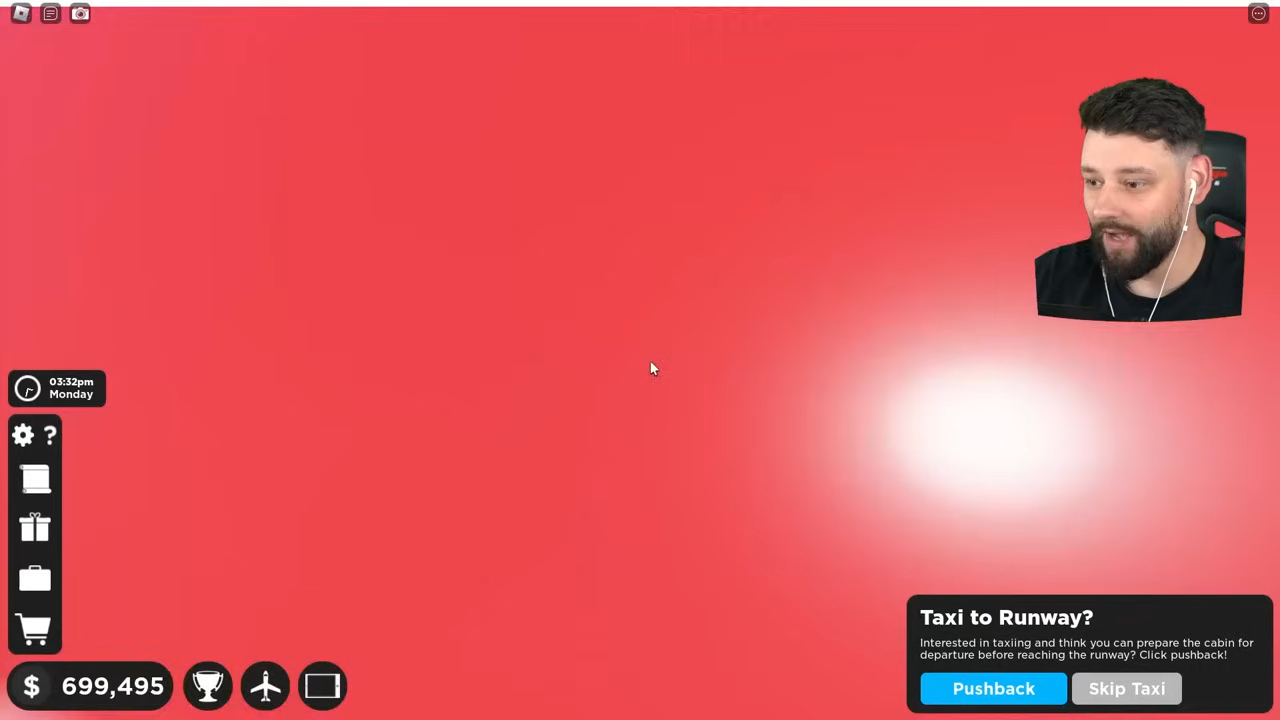 03:32pm
Monday
?
$ 699,495
Taxi to Runway?
Interested in taxiing and think you can prepare the cabin for
departure before reaching the runway? Click pushback!
Pushback
Skip Taxi